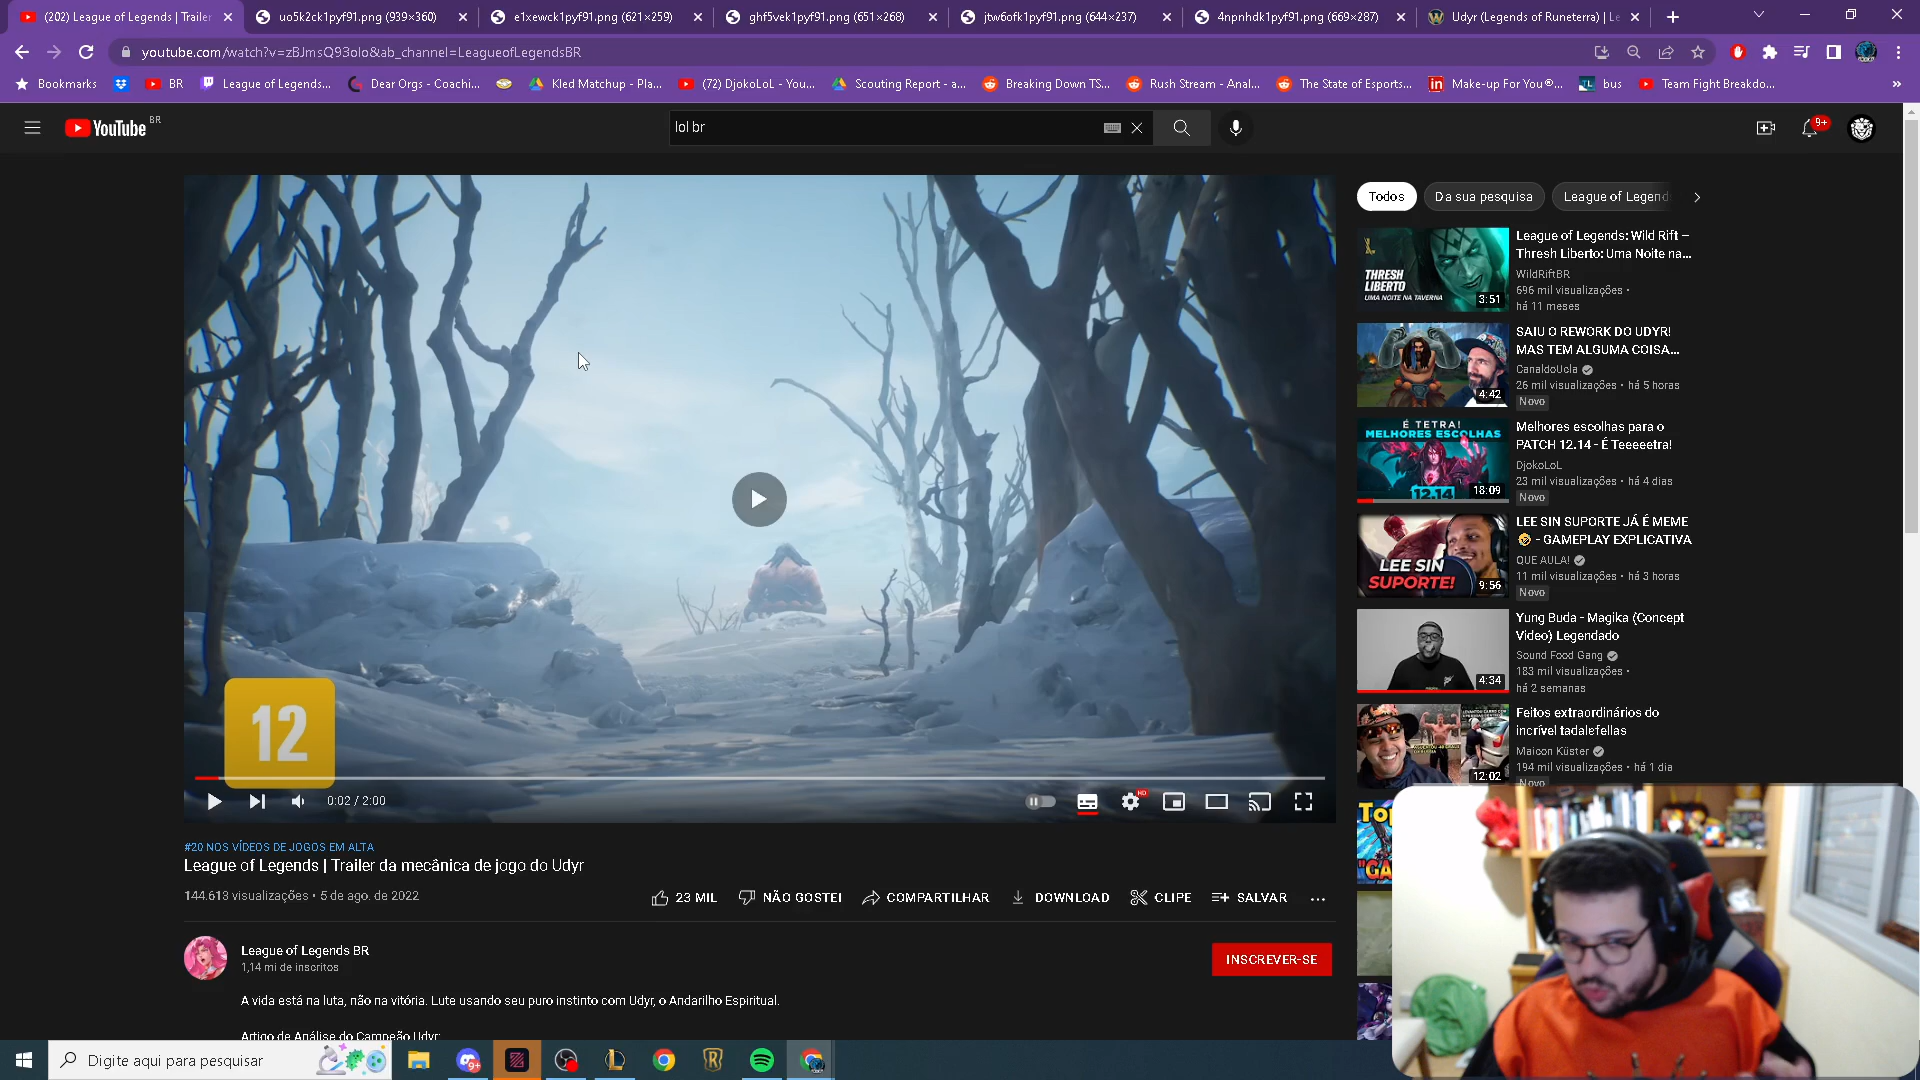 (202) League of Legends | Trailer
uo5k2ck1pyf91.png (939×360)
e1xewck1pyf91.png (621×259)
ghf5vek1pyf91.png (651×268)
jtw6ofk1pyf91.png (644×237)
4npnhdk1pyf91.png (669×287)
Udyr (Legends of Runeterra) | Le
youtube.com/watch?v=zBJmsQ93olo&ab_channel=LeagueofLegendsBR
Bookmarks
BR
League of Legends...
Dear Orgs - Coachi...
Kled Matchup - Pla...
(72) DjokoLoL - You...
Scouting Report - a...
Breaking Down TS...
Rush Stream - Anal...
The State of Esports...
Make-up For You®...
bus
Team Fight Breakdo...
YouTube BR
lol br
9+
Todos
Da sua pesquisa
League of Legend
THRESH
LIBERTO
UMA NOITE NA TAVERNA
3:51
League of Legends: Wild Rift –
Thresh Liberto: Uma Noite na...
WildRiftBR
696 mil visualizações •
há 11 meses
4:42
SAIU O REWORK DO UDYR!
MAS TEM ALGUMA COISA...
CanaldoUcla
26 mil visualizações • há 5 horas
Novo
É TETRA!
MELHORES ESCOLHAS
12.14
18:09
Melhores escolhas para o
PATCH 12.14 - É Teeeeetra!
DjokoLoL
23 mil visualizações • há 4 dias
Novo
LEE SIN
SUPORTE!
9:56
LEE SIN SUPORTE JÁ É MEME
🤣 - GAMEPLAY EXPLICATIVA
QUE AULA!
11 mil visualizações • há 3 horas
Novo
4:34
Yung Buda - Magika (Concept
Video) Legendado
Sound Food Gang
183 mil visualizações •
há 2 semanas
12:02
Feitos extraordinários do
incrível tadalefellas
Maicon Küster
194 mil visualizações • há 1 dia
Novo
Top
"GA
12
0:02 / 2:00
HD
#20 NOS VÍDEOS DE JOGOS EM ALTA
League of Legends | Trailer da mecânica de jogo do Udyr
144.613 visualizações • 5 de ago. de 2022
23 MIL
NÃO GOSTEI
COMPARTILHAR
DOWNLOAD
CLIPE
SALVAR
League of Legends BR
1,14 mi de inscritos
INSCREVER-SE
A vida está na luta, não na vitória. Lute usando seu puro instinto com Udyr, o Andarilho Espiritual.
Artigo de Análise do Campeão Udyr:
Digite aqui para pesquisar
9+